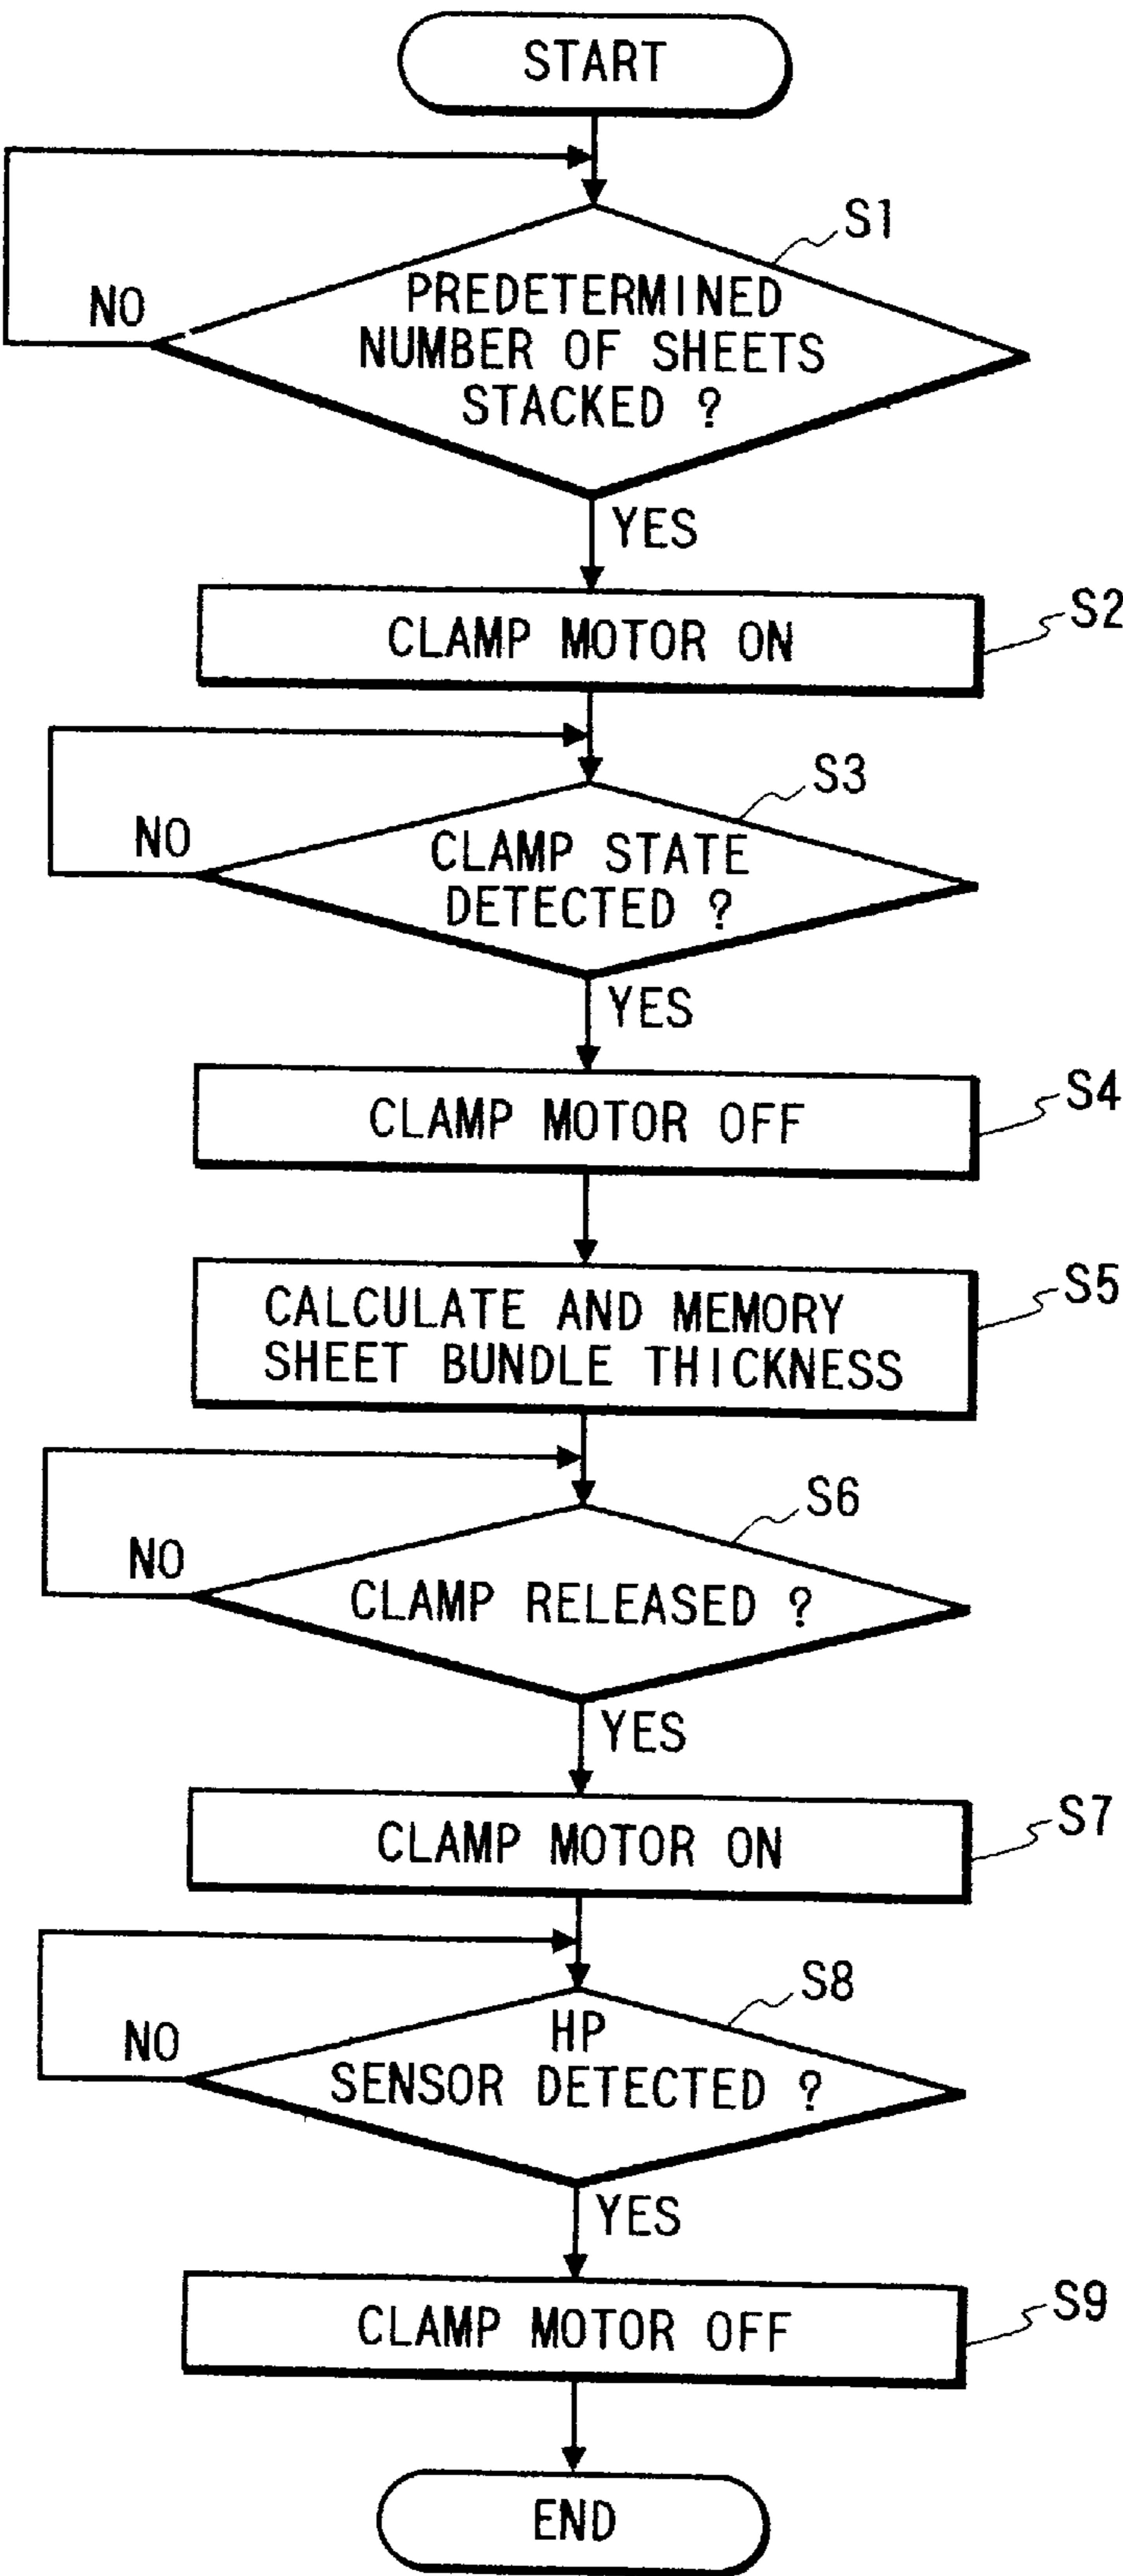 START
S1
PREDETERMINED
NUMBER OF SHEETS
STACKED ?
NO
YES
CLAMP MOTOR ON
S2
S3
CLAMP STATE
DETECTED ?
NO
YES
CLAMP MOTOR OFF
S4
CALCULATE AND MEMORY
SHEET BUNDLE THICKNESS
S5
S6
CLAMP RELEASED ?
NO
YES
CLAMP MOTOR ON
S7
S8
HP
SENSOR DETECTED ?
NO
YES
CLAMP MOTOR OFF
S9
END